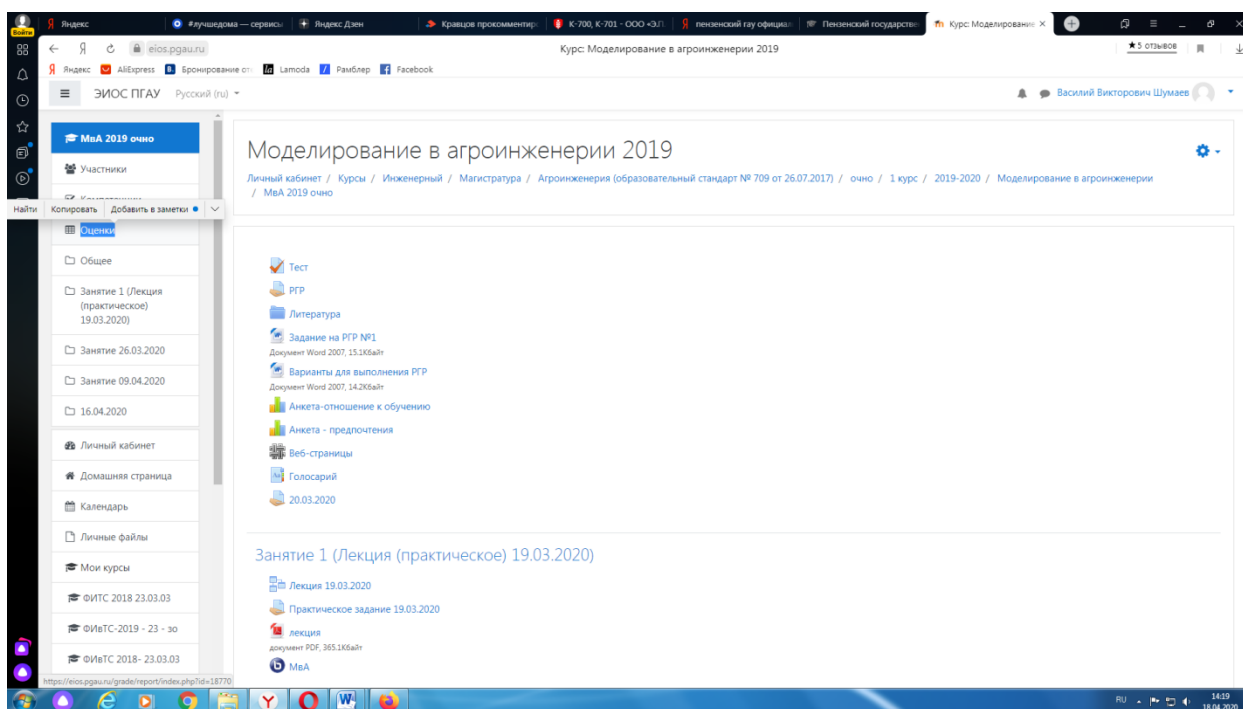 Войти
Яндекс
#лучшедома — сервисы
Яндекс Дзен
Кравцов прокомментир
К-700, К-701 - ООО «Э.П.
пензенский гау официал
Пензенский государстве
Курс: Моделирование
eios.pgau.ru
Курс: Моделирование в агроинженерии 2019
★5 отзывов
Яндекс
AliExpress
Бронирование от
Lamoda
Рамблер
Facebook
ЭИОС ПГАУ
Русский (ru)
Василий Викторович Шумаев
МвА 2019 очно
Участники
Найти
Копировать
Добавить в заметки
Оценки
Общее
Занятие 1 (Лекция
(практическое)
19.03.2020)
Занятие 26.03.2020
Занятие 09.04.2020
16.04.2020
Личный кабинет
Домашняя страница
Календарь
Личные файлы
Мои курсы
ФИТС 2018 23.03.03
ФИвТС-2019 - 23 - зо
ФИвТС 2018- 23.03.03
Моделирование в агроинженерии 2019
Личный кабинет / Курсы / Инженерный / Магистратура / Агроинженерия (образовательный стандарт № 709 от 26.07.2017) / очно / 1 курс / 2019-2020 / Моделирование в агроинженерии
/ МвА 2019 очно
Тест
РГР
Литература
Задание на РГР №1
Документ Word 2007, 15.1Кбайт
Варианты для выполнения РГР
Документ Word 2007, 14.2Кбайт
Анкета-отношение к обучению
Анкета - предпочтения
Веб-страницы
Голосарий
20.03.2020
Занятие 1 (Лекция (практическое) 19.03.2020)
Лекция 19.03.2020
Практическое задание 19.03.2020
лекция
документ PDF, 365.1Кбайт
МвА
https://eios.pgau.ru/grade/report/index.php?id=18770
RU
14:19
18.04.2020